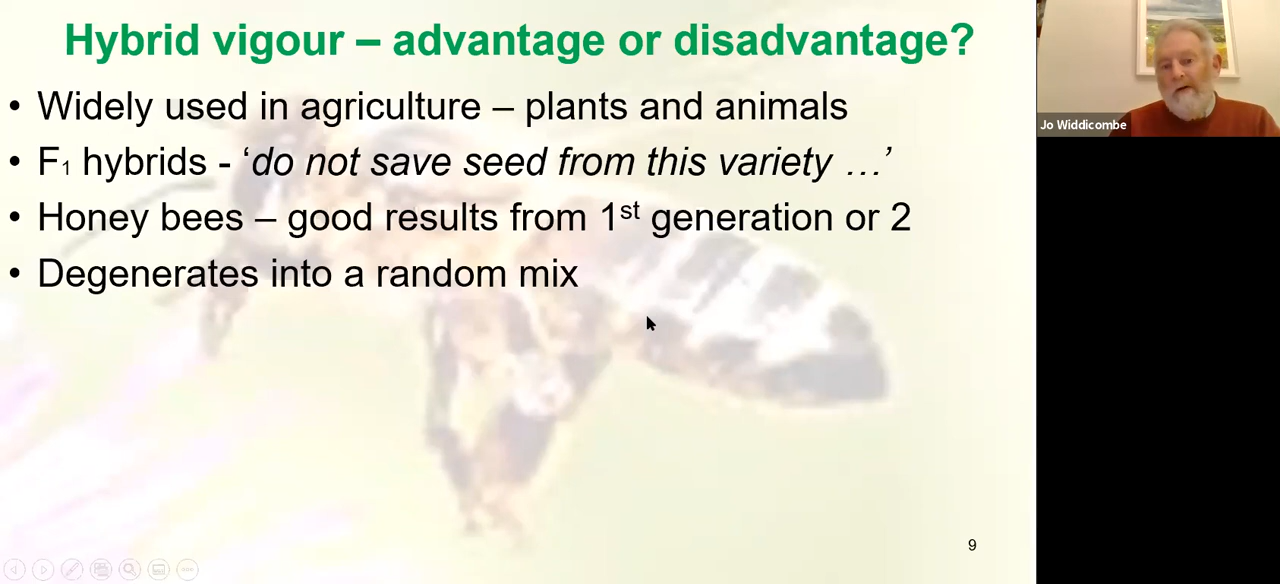 Hybrid vigour – advantage or disadvantage?
• Widely used in agriculture – plants and animals
• F₁ hybrids - ‘do not save seed from this variety …’
• Honey bees – good results from 1ˢᵗ generation or 2
• Degenerates into a random mix
Jo Widdicombe
9